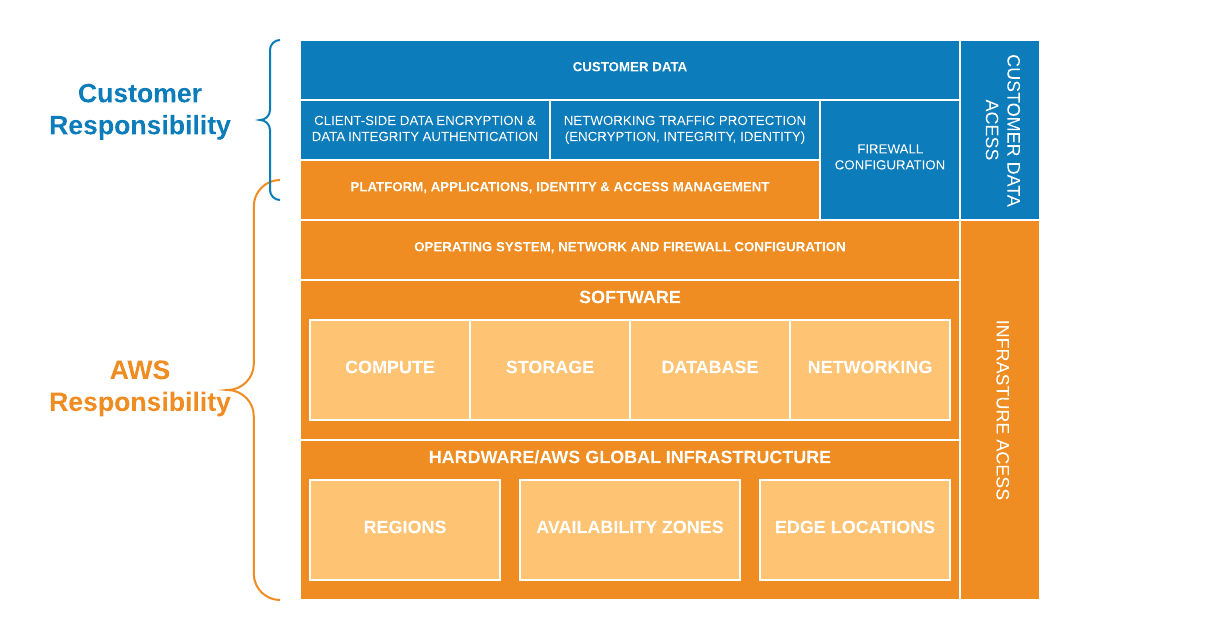 Customer
Responsibility
CUSTOMER DATA
CUSTOMER DATA
ACESS
CLIENT-SIDE DATA ENCRYPTION &
DATA INTEGRITY AUTHENTICATION
NETWORKING TRAFFIC PROTECTION
(ENCRYPTION, INTEGRITY, IDENTITY)
FIREWALL
CONFIGURATION
PLATFORM, APPLICATIONS, IDENTITY & ACCESS MANAGEMENT
AWS
Responsibility
OPERATING SYSTEM, NETWORK AND FIREWALL CONFIGURATION
SOFTWARE
COMPUTE
STORAGE
DATABASE
NETWORKING
INFRASTURE ACESS
HARDWARE/AWS GLOBAL INFRASTRUCTURE
REGIONS
AVAILABILITY ZONES
EDGE LOCATIONS